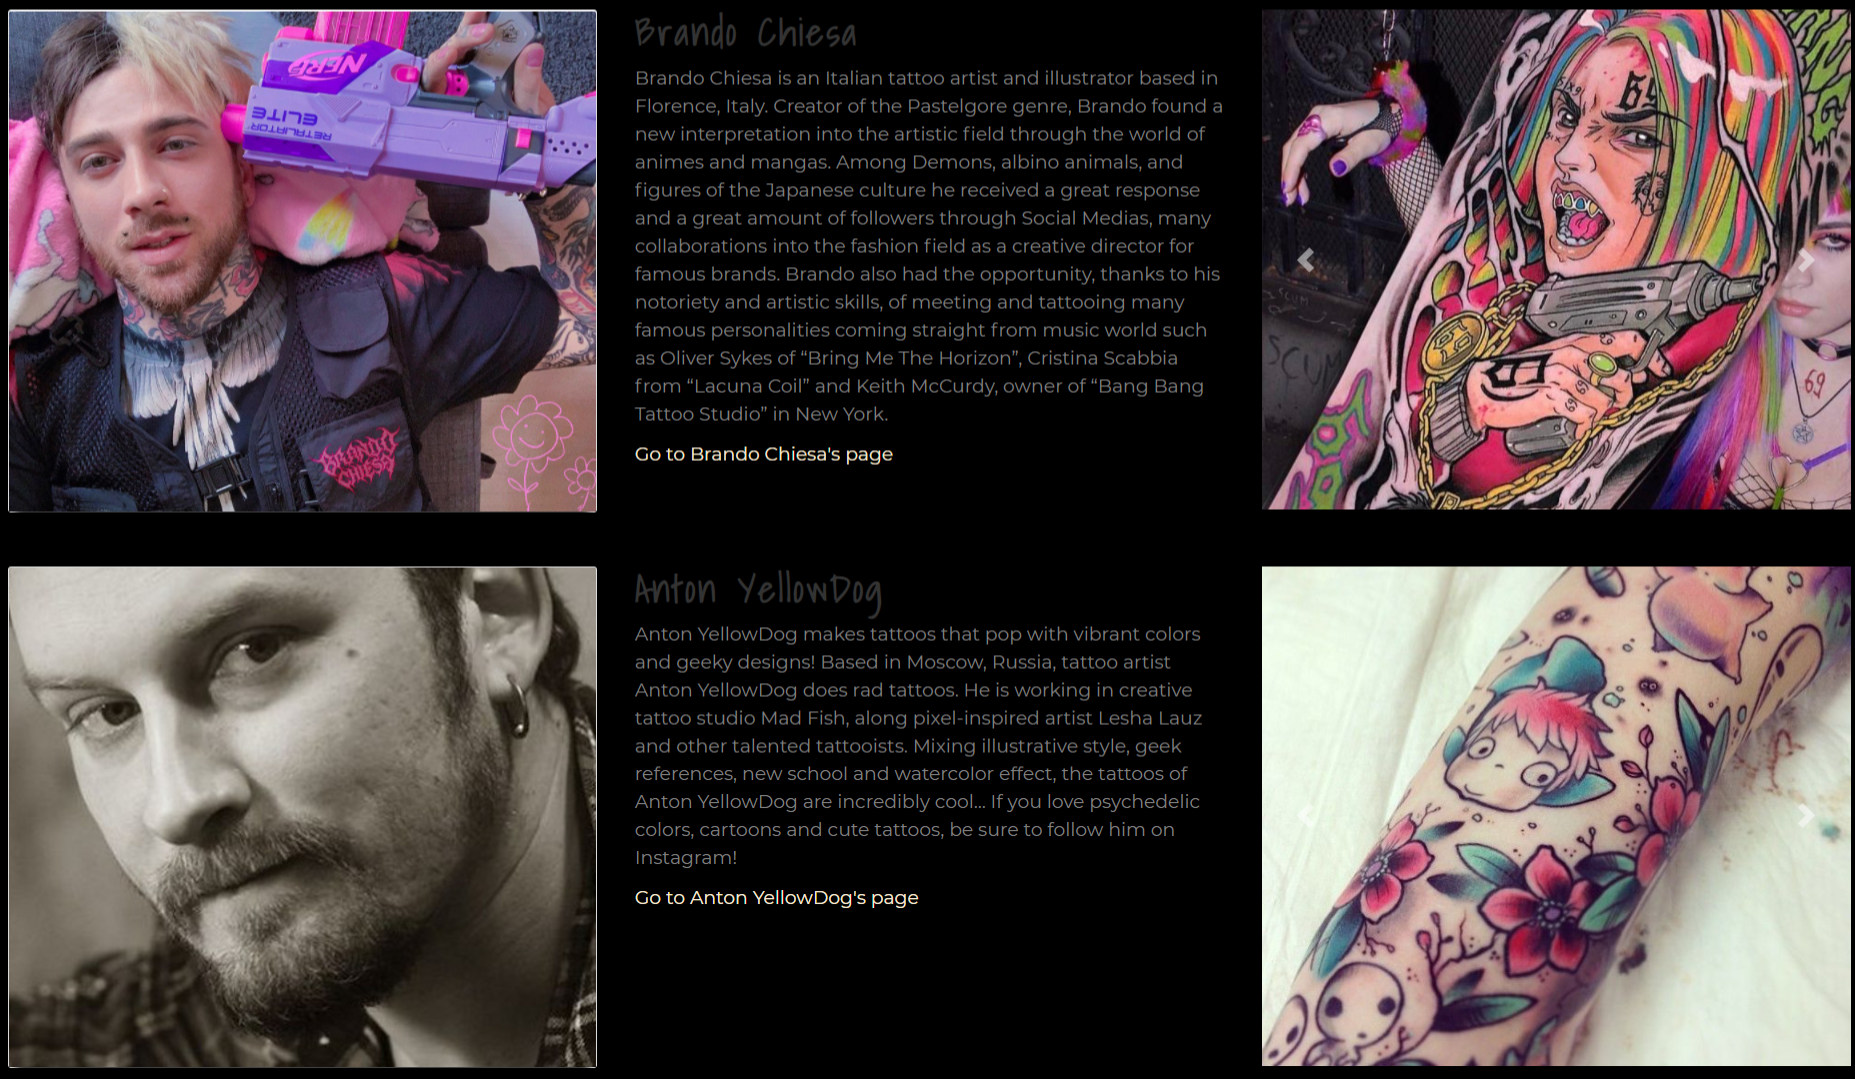 Brando Chiesa
Brando Chiesa is an Italian tattoo artist and illustrator based in
Florence, Italy. Creator of the Pastelgore genre, Brando found a
new interpretation into the artistic field through the world of
animes and mangas. Among Demons, albino animals, and
figures of the Japanese culture he received a great response
and a great amount of followers through Social Medias, many
collaborations into the fashion field as a creative director for
famous brands. Brando also had the opportunity, thanks to his
notoriety and artistic skills, of meeting and tattooing many
famous personalities coming straight from music world such
as Oliver Sykes of “Bring Me The Horizon”, Cristina Scabbia
from “Lacuna Coil” and Keith McCurdy, owner of “Bang Bang
Tattoo Studio” in New York.
Go to Brando Chiesa's page
NERF
ELITE
RETALIATOR
BRANDO
CHIESA
69
SCUM
SCUM
69
Anton YellowDog
Anton YellowDog makes tattoos that pop with vibrant colors
and geeky designs! Based in Moscow, Russia, tattoo artist
Anton YellowDog does rad tattoos. He is working in creative
tattoo studio Mad Fish, along pixel-inspired artist Lesha Lauz
and other talented tattooists. Mixing illustrative style, geek
references, new school and watercolor effect, the tattoos of
Anton YellowDog are incredibly cool... If you love psychedelic
colors, cartoons and cute tattoos, be sure to follow him on
Instagram!
Go to Anton YellowDog's page